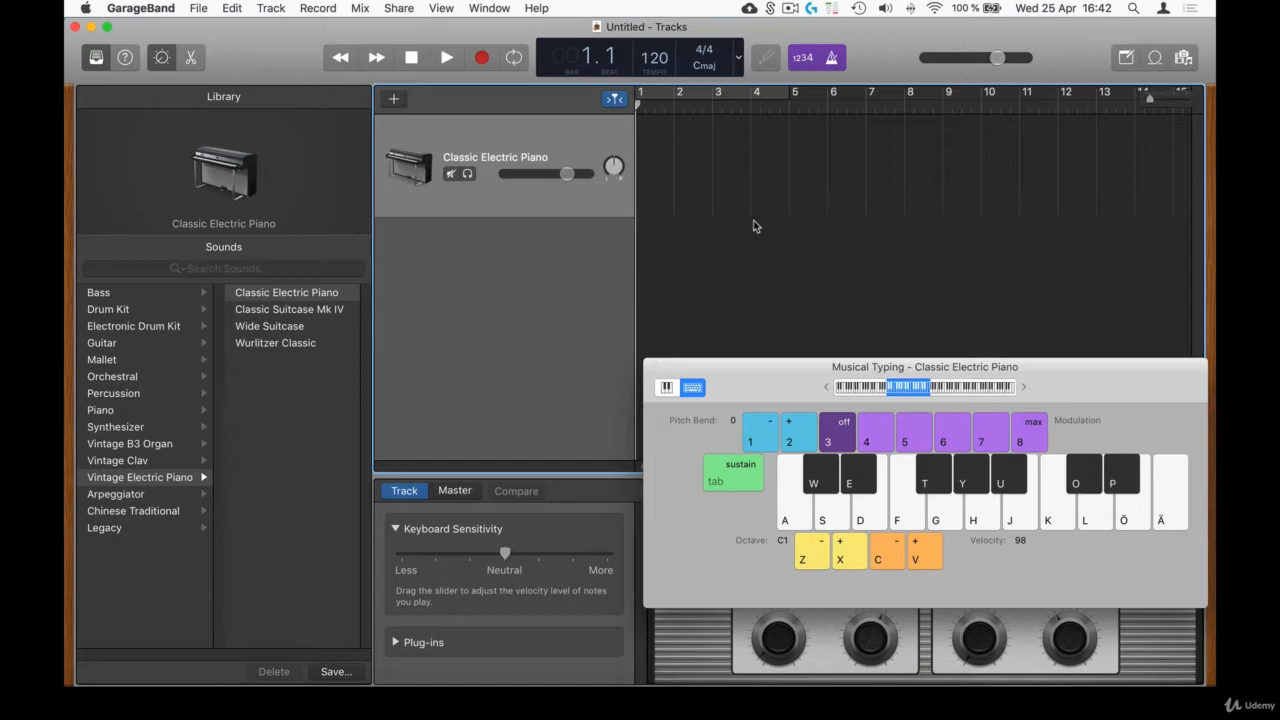 GarageBand File Edit Track Record Mix Share View Window Help 100 % Wed 25 Apr 16:42
Untitled - Tracks
1.1 120 4/4 Cmaj
BAR BEAT TEMPO
1234
Library
1 2 3 4 5 6 7 8 9 10 11 12 13 14 15
Classic Electric Piano
L R
Classic Electric Piano
Sounds
Search Sounds
Bass
Drum Kit
Electronic Drum Kit
Guitar
Mallet
Orchestral
Percussion
Piano
Synthesizer
Vintage B3 Organ
Vintage Clav
Vintage Electric Piano
Arpeggiator
Chinese Traditional
Legacy
Classic Electric Piano
Classic Suitcase Mk IV
Wide Suitcase
Wurlitzer Classic
Delete Save...
Track Master Compare
Keyboard Sensitivity
Less Neutral More
Drag the slider to adjust the velocity level of notes
you play.
Plug-ins
Musical Typing - Classic Electric Piano
Pitch Bend: 0 - + off max Modulation
1 2 3 4 5 6 7 8
sustain
tab
W E T Y U O P
A S D F G H J K L Ö Ä
Octave: C1 - + - + Velocity: 98
Z X C V
Udemy